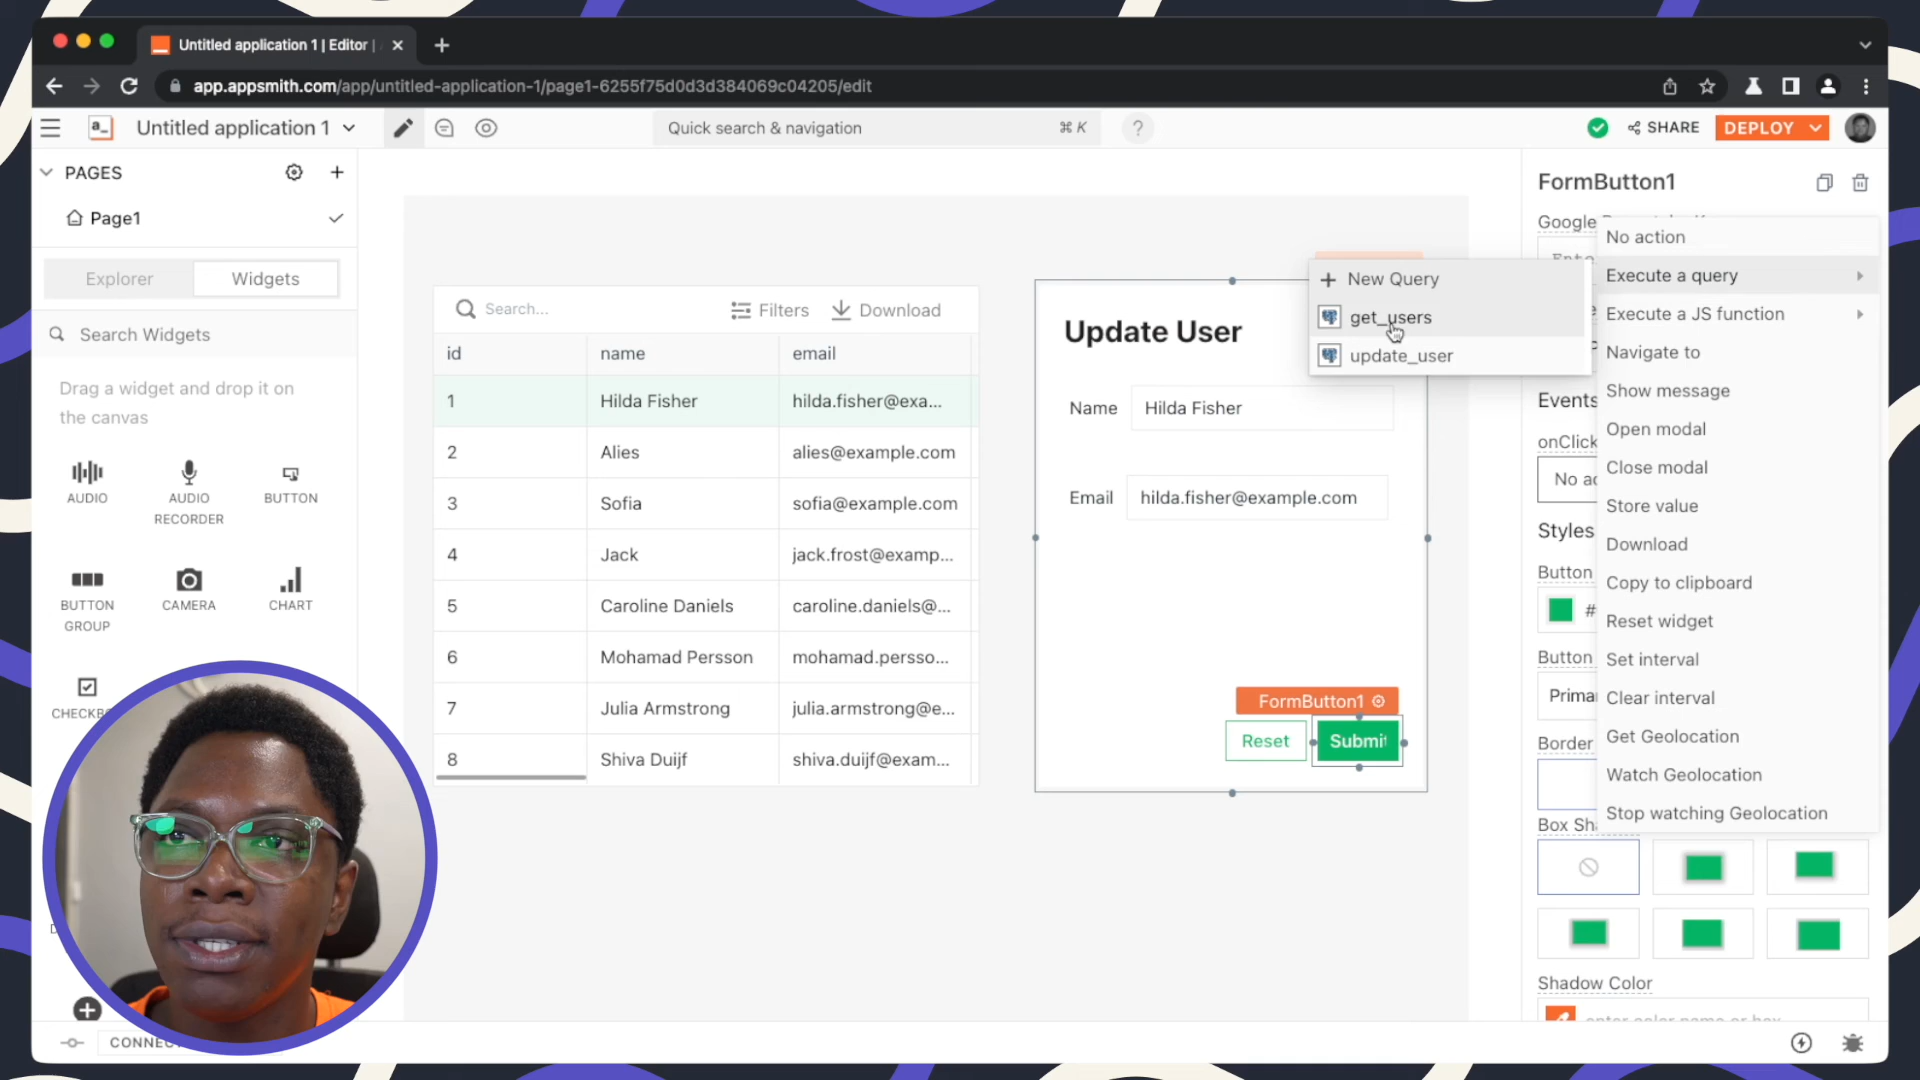 Untitled application 1 | Editor |
app.appsmith.com/app/untitled-application-1/page1-6255f75d0d3d384069c04205/edit
a_
Untitled application 1
Quick search & navigation
⌘ K
?
SHARE
DEPLOY
PAGES
Page1
Explorer
Widgets
Search Widgets
Drag a widget and drop it on
the canvas
AUDIO
AUDIO
RECORDER
BUTTON
BUTTON
GROUP
CAMERA
CHART
CHECKB
CONNEC
Search...
Filters
Download
id
name
email
1
Hilda Fisher
hilda.fisher@exa...
2
Alies
alies@example.com
3
Sofia
sofia@example.com
4
Jack
jack.frost@examp...
5
Caroline Daniels
caroline.daniels@...
6
Mohamad Persson
mohamad.persso...
7
Julia Armstrong
julia.armstrong@e...
8
Shiva Duijf
shiva.duijf@exam...
Update User
Name
Hilda Fisher
Email
hilda.fisher@example.com
FormButton1
Reset
Submit
New Query
get_users
update_user
FormButton1
Google
No action
Execute a query
Execute a JS function
Navigate to
Show message
Open modal
Close modal
Store value
Download
Copy to clipboard
Reset widget
Set interval
Clear interval
Get Geolocation
Watch Geolocation
Stop watching Geolocation
Events
onClick
No ac
Styles
Button
#
Button
Primar
Border
Box Sh
Shadow Color